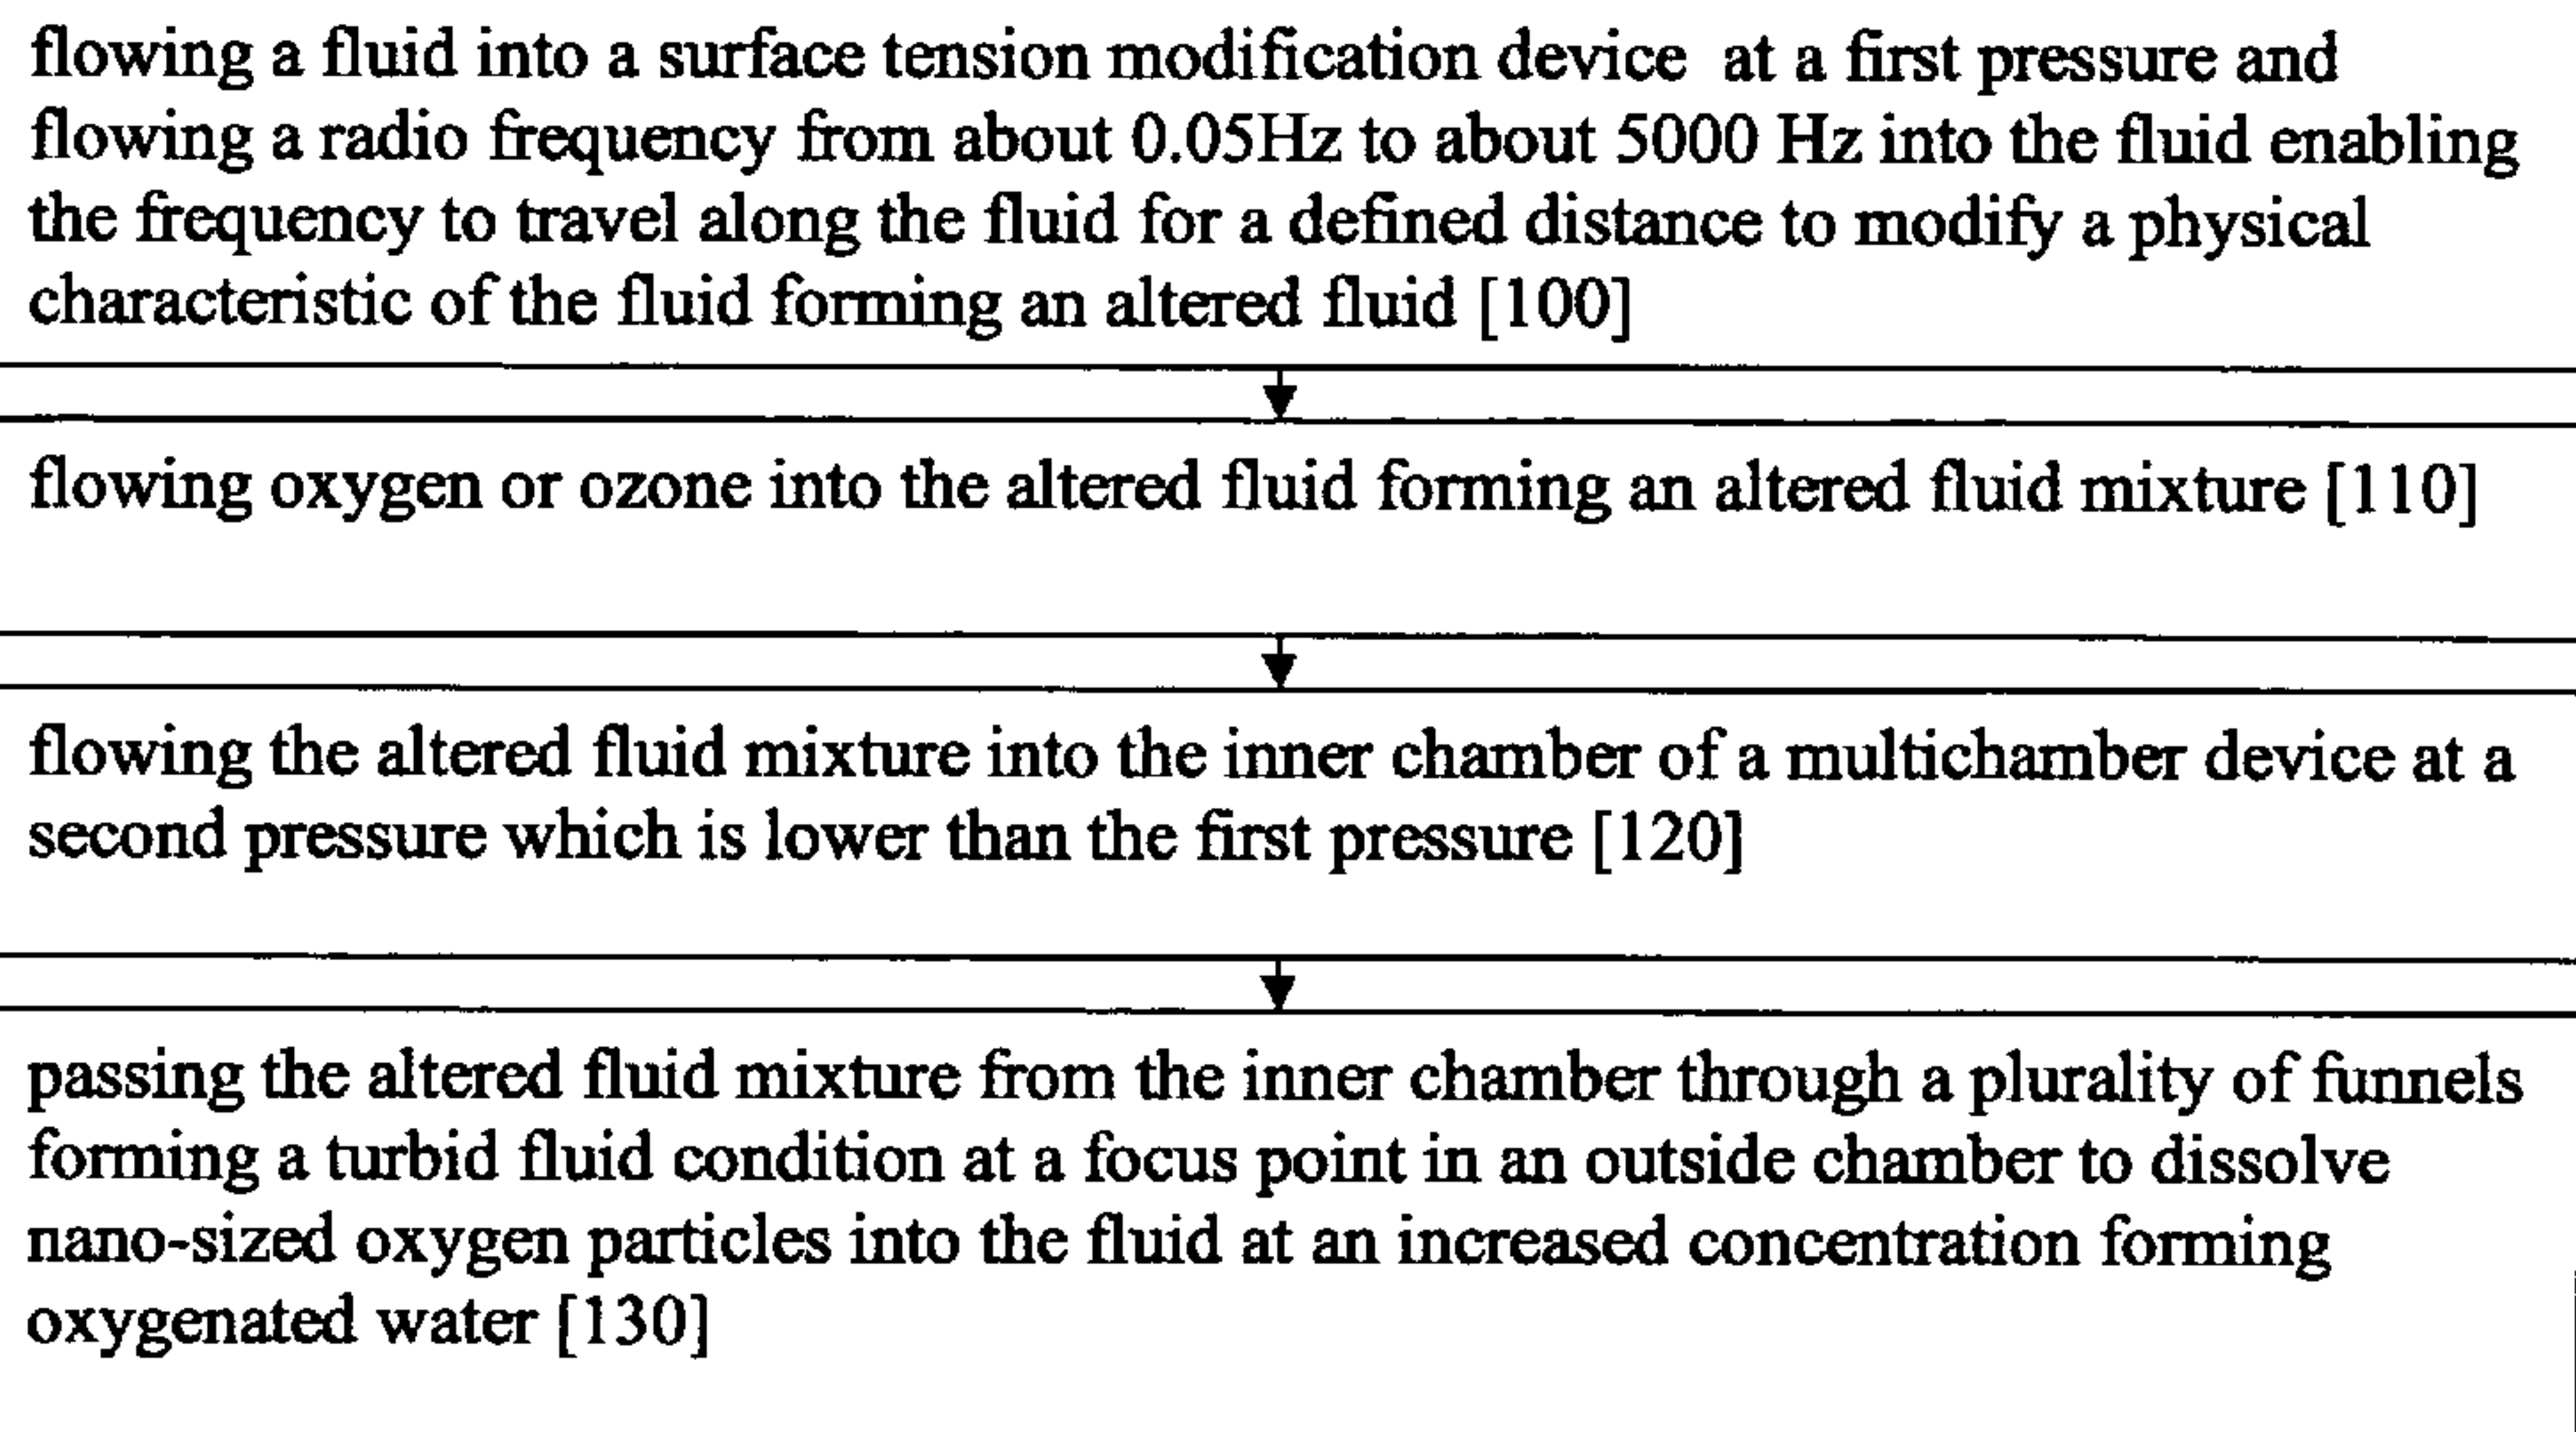 flowing a fluid into a surface tension modification device at a first pressure and
flowing a radio frequency from about 0.05Hz to about 5000 Hz into the fluid enabling
the frequency to travel along the fluid for a defined distance to modify a physical
characteristic of the fluid forming an altered fluid [100]
flowing oxygen or ozone into the altered fluid forming an altered fluid mixture [110]
flowing the altered fluid mixture into the inner chamber of a multichamber device at a
second pressure which is lower than the first pressure [120]
passing the altered fluid mixture from the inner chamber through a plurality of funnels
forming a turbid fluid condition at a focus point in an outside chamber to dissolve
nano-sized oxygen particles into the fluid at an increased concentration forming
oxygenated water [130]